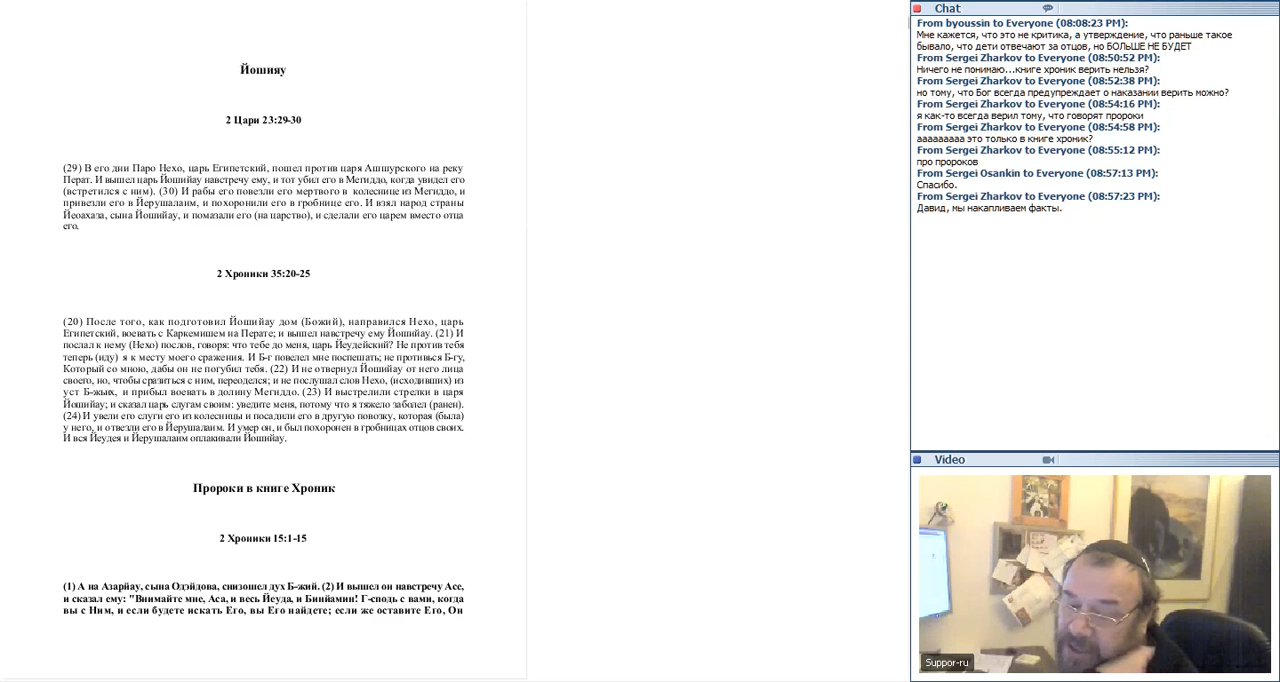 Йошияу
2 Цари 23:29-30
(29) В его дни Паро Нехо, царь Египетский, пошел против царя Ашшурского на реку
Перат. И вышел царь Йошийау навстречу ему, и тот убил его в Мегиддо, когда увидел его
(встретился с ним). (30) И рабы его повезли его мертвого в колеснице из Мегиддо, и
привезли его в Йерушалаим, и похоронили его в гробнице его. И взял народ страны
Йеоахаза, сына Йошийау, и помазали его (на царство), и сделали его царем вместо отца
его.
2 Хроники 35:20-25
(20) После того, как подготовил Йошийау дом (Божий), направился Нехо, царь
Египетский, воевать с Каркемишем на Перате; и вышел навстречу ему Йошийау. (21) И
послал к нему (Нехо) послов, говоря: что тебе до меня, царь Йеудейский? Не против тебя
теперь (иду) я к месту моего сражения. И Б-г повелел мне поспешать; не противься Б-гу,
Который со мною, дабы он не погубил тебя. (22) И не отвернул Йошийау от него лица
своего, но, чтобы сразиться с ним, переоделся; и не послушал слов Нехо, (исходивших) из
уст Б-жьих, и прибыл воевать в долину Мегиддо. (23) И выстрелили стрелки в царя
Йошийау; и сказал царь слугам своим: уведите меня, потому что я тяжело заболел (ранен).
(24) И увели его слуги его из колесницы и посадили его в другую повозку, которая (была)
у него, и отвезли его в Йерушалаим. И умер он, и был похоронен в гробницах отцов своих.
И вся Йеудея и Йерушалаим оплакивали Йошийау.
Пророки в книге Хроник
2 Хроники 15:1-15
(1) А на Азарйау, сына Одэйдова, снизошел дух Б-жий. (2) И вышел он навстречу Асе,
и сказал ему: "Внимайте мне, Аса, и весь Йеуда, и Бинйамин! Г-сподь с вами, когда
вы с Ним, и если будете искать Его, вы Его найдете; если же оставите Его, Он
Chat
From byoussin to Everyone (08:08:23 PM):
Мне кажется, что это не критика, а утверждение, что раньше такое
бывало, что дети отвечают за отцов, но БОЛЬШЕ НЕ БУДЕТ
From Sergei Zharkov to Everyone (08:50:52 PM):
Ничего не понимаю...книге хроник верить нельзя?
From Sergei Zharkov to Everyone (08:52:38 PM):
но тому, что Бог всегда предупреждает о наказании верить можно?
From Sergei Zharkov to Everyone (08:54:16 PM):
я как-то всегда верил тому, что говорят пророки
From Sergei Zharkov to Everyone (08:54:58 PM):
ааааааааа это только в книге хроник?
From Sergei Zharkov to Everyone (08:55:12 PM):
про пророков
From Sergei Osankin to Everyone (08:57:13 PM):
Спасибо.
From Sergei Zharkov to Everyone (08:57:23 PM):
Давид, мы накапливаем факты.
Video
Suppor-ru